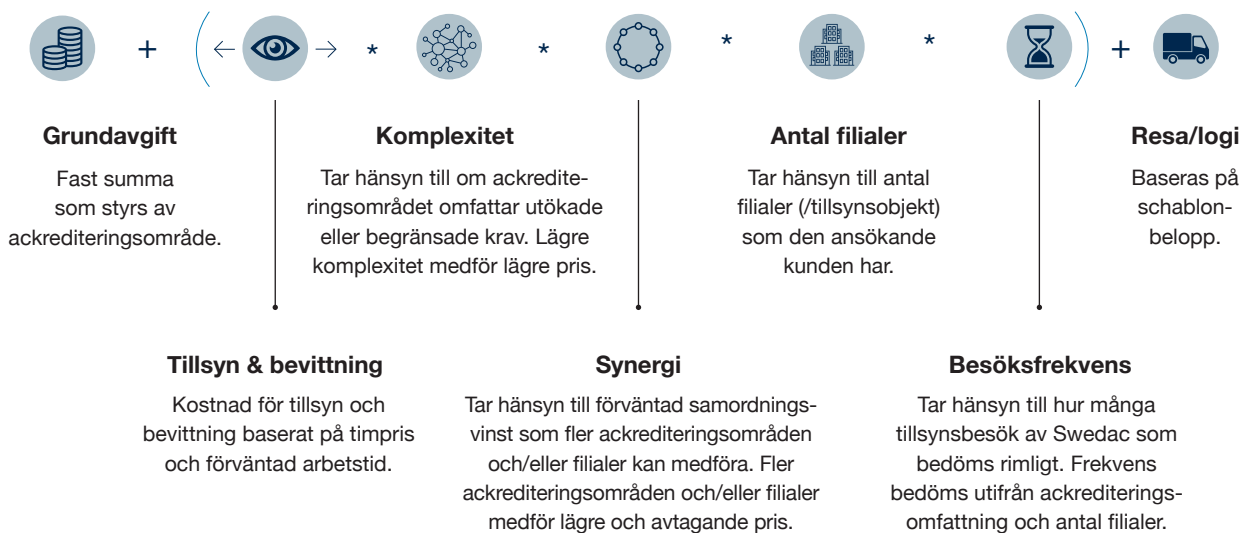 + ( ← → * * * * ) +
Grundavgift
Fast summa
som styrs av
ackrediteringsområde.
Komplexitet
Tar hänsyn till om ackredite-
ringsområdet omfattar utökade
eller begränsade krav. Lägre
komplexitet medför lägre pris.
Antal filialer
Tar hänsyn till antal
filialer (/tillsynsobjekt)
som den ansökande
kunden har.
Resa/logi
Baseras på
schablon-
belopp.
Tillsyn & bevittning
Kostnad för tillsyn och
bevittning baserat på timpris
och förväntad arbetstid.
Synergi
Tar hänsyn till förväntad samordnings-
vinst som fler ackrediteringsområden
och/eller filialer kan medföra. Fler
ackrediteringsområden och/eller filialer
medför lägre och avtagande pris.
Besöksfrekvens
Tar hänsyn till hur många
tillsynsbesök av Swedac som
bedöms rimligt. Frekvens
bedöms utifrån ackrediterings-
omfattning och antal filialer.